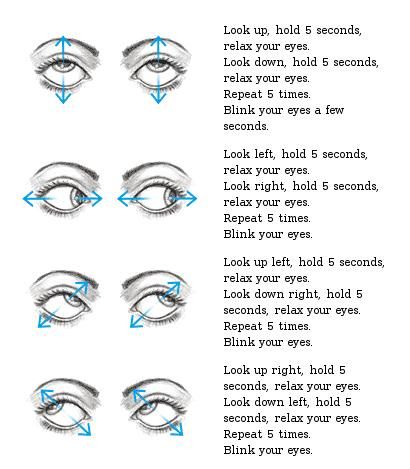 Look up, hold 5 seconds,
relax your eyes.
Look down, hold 5 seconds,
relax your eyes.
Repeat 5 times.
Blink your eyes a few
seconds.
Look left, hold 5 seconds,
relax your eyes.
Look right, hold 5 seconds,
relax your eyes.
Repeat 5 times.
Blink your eyes.
Look up left, hold 5 seconds,
relax your eyes.
Look down right, hold 5
seconds, relax your eyes.
Repeat 5 times.
Blink your eyes.
Look up right, hold 5
seconds, relax your eyes.
Look down left, hold 5
seconds, relax your eyes.
Repeat 5 times.
Blink your eyes.